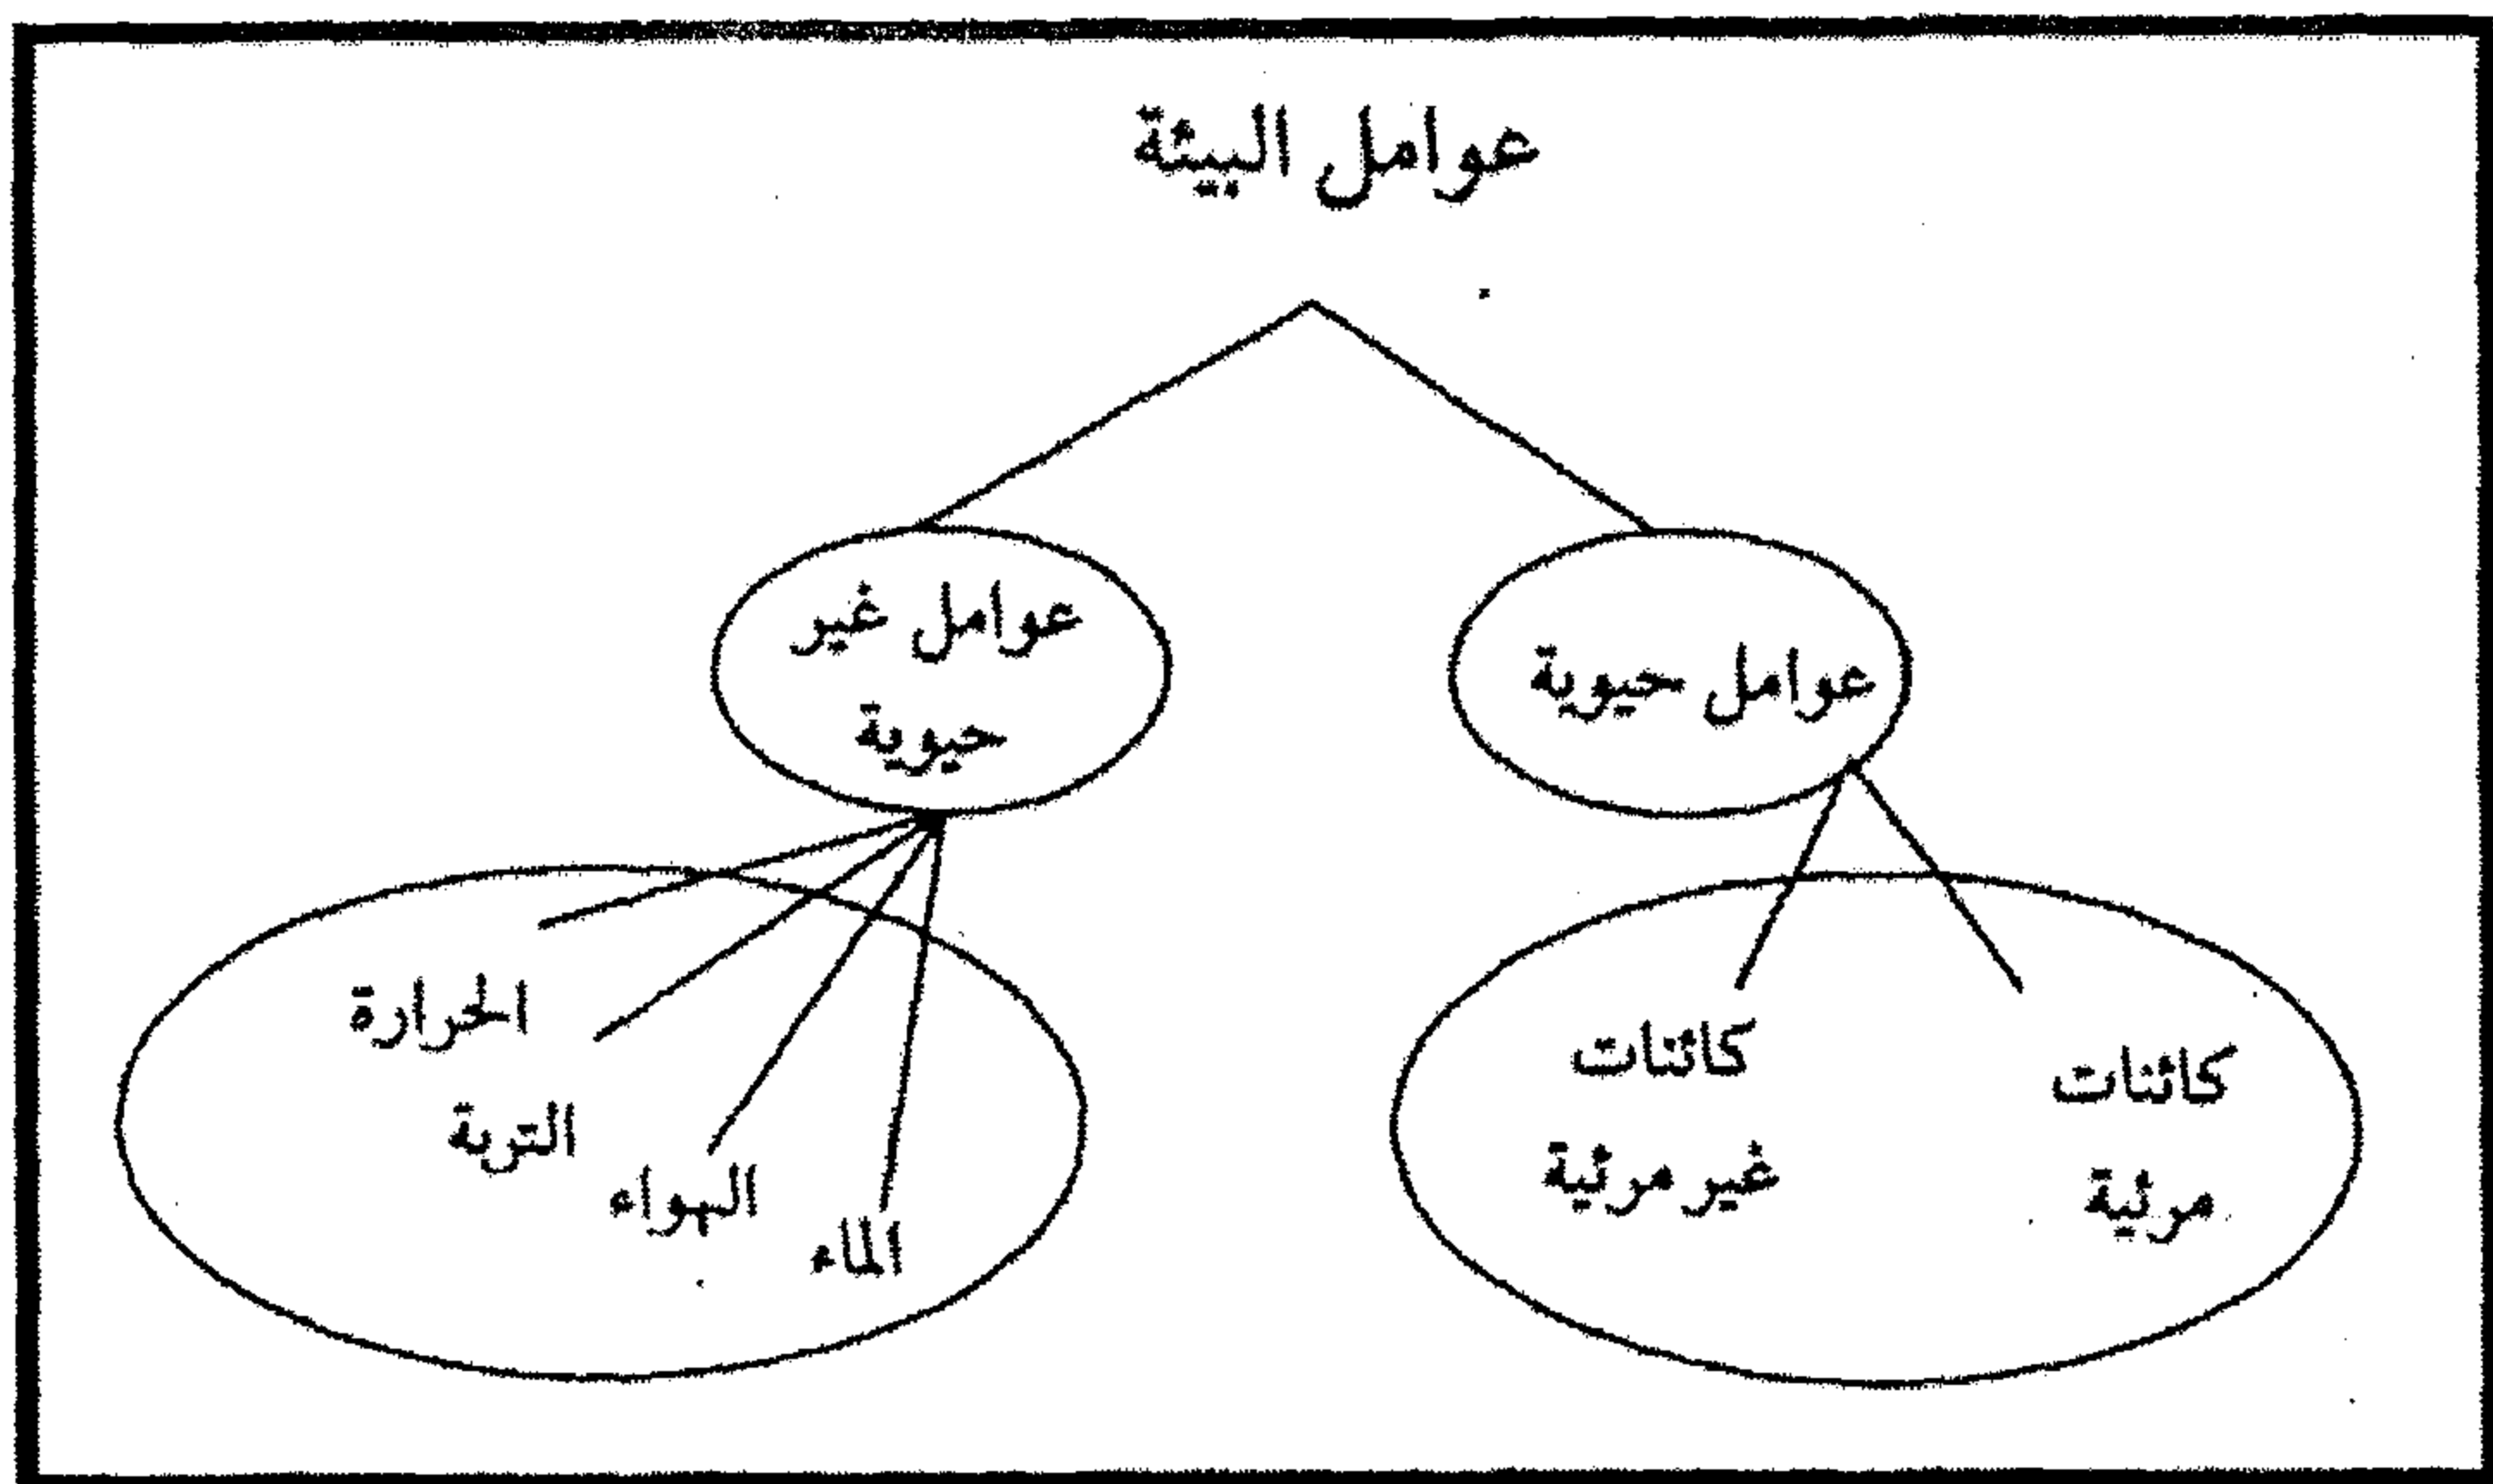 عوامل البيئة
عوامل حيوية
عوامل غير
حيوية
كائنات
مرئية
كائنات
غير مرئية
الحرارة
التربة
الهواء
الماء